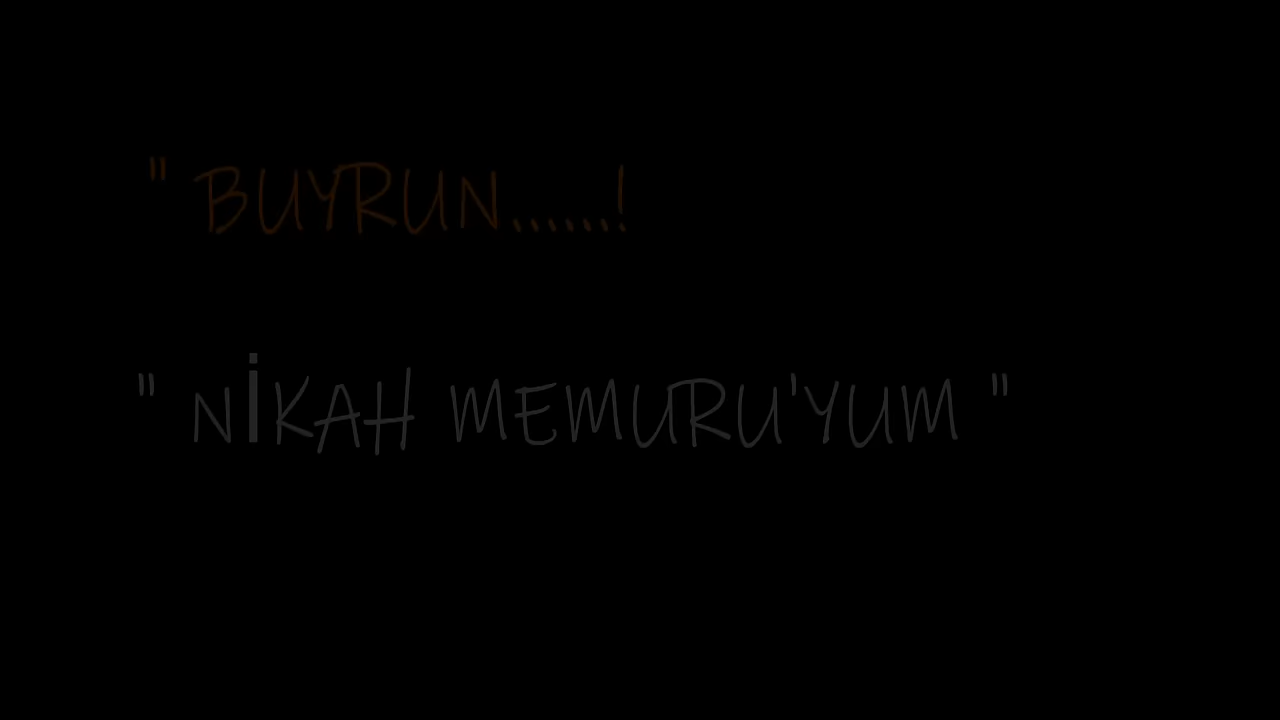 " BUYRUN......!
" NİKAH MEMURU'YUM "